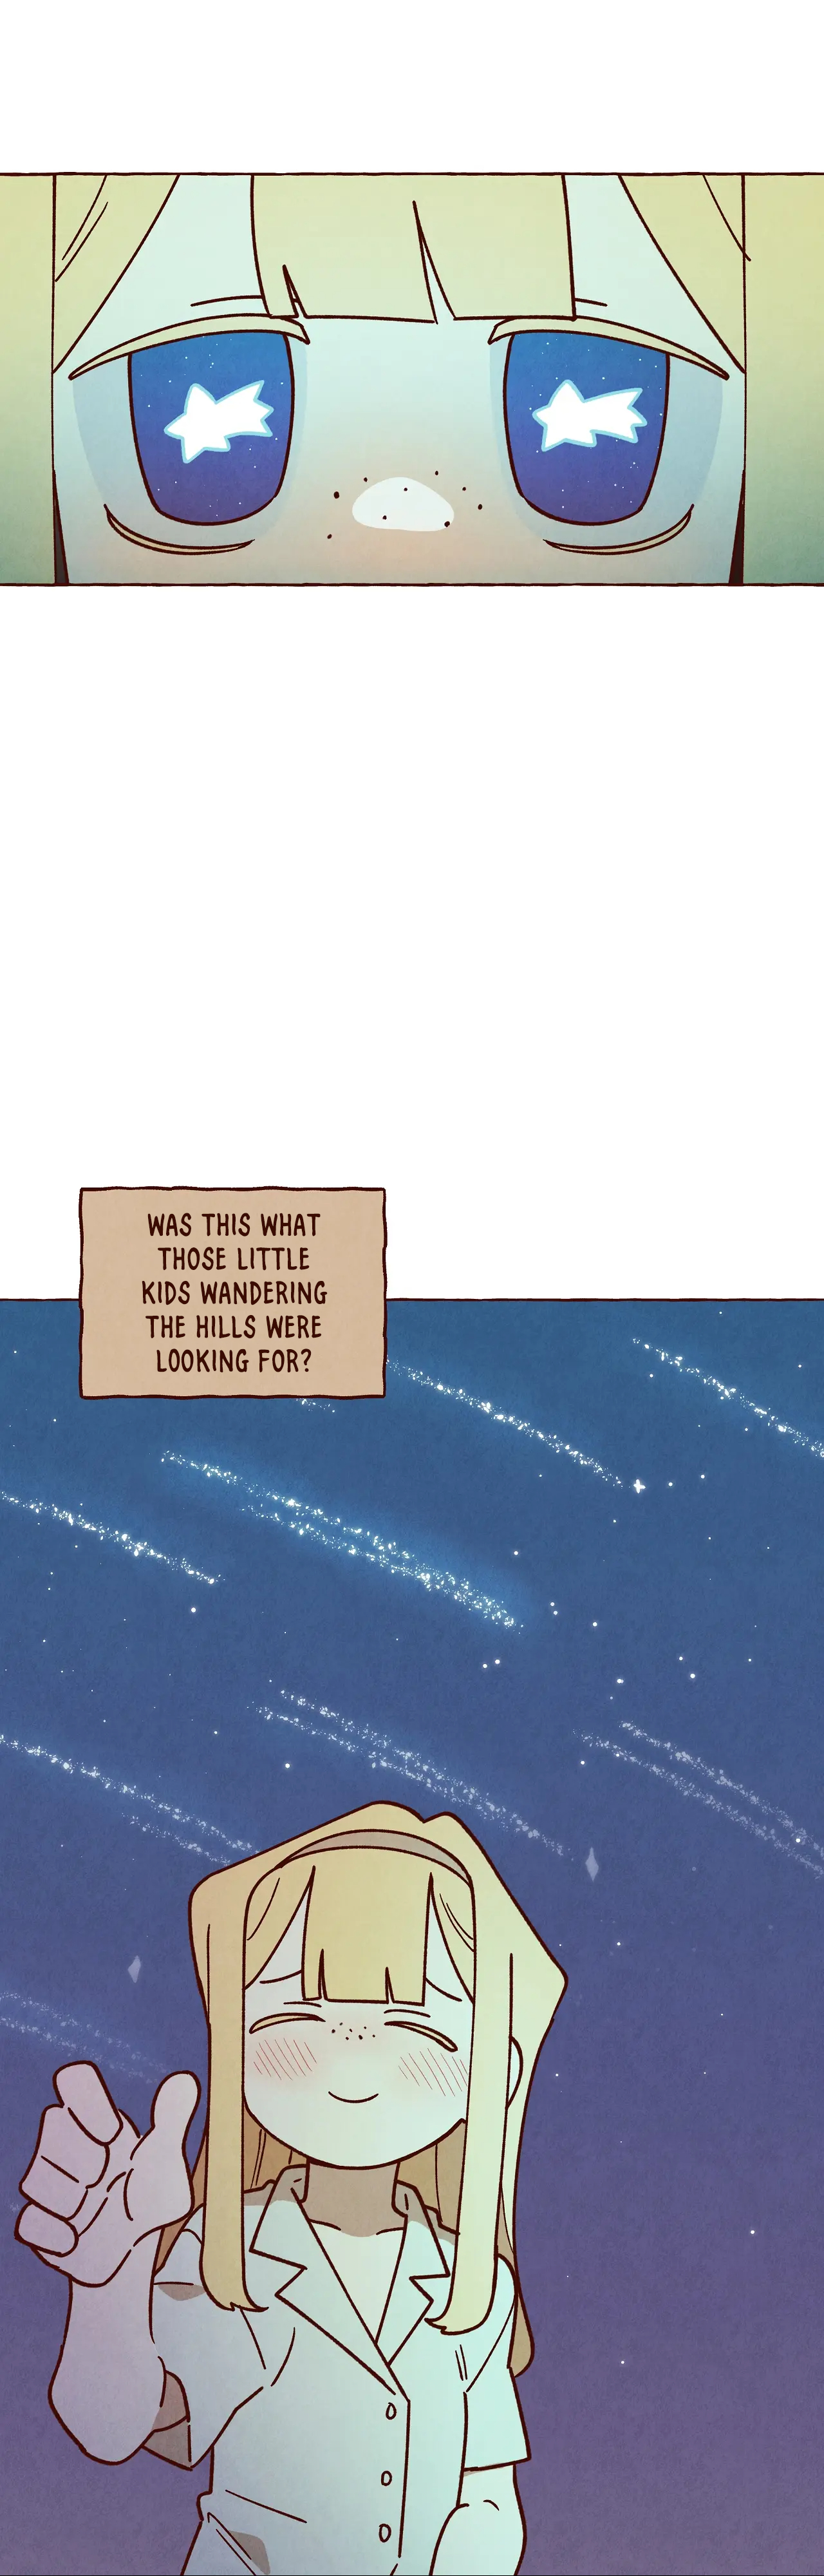 WAS THIS WHAT
THOSE LITTLE
KIDS WANDERING
THE HILLS WERE
LOOKING FOR?